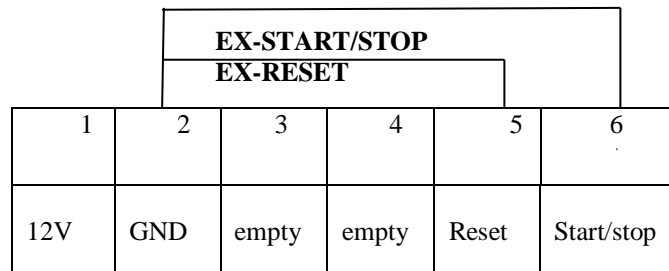 EX-START/STOP
EX-RESET
1 2 3 4 5 6
12V GND empty empty Reset Start/stop